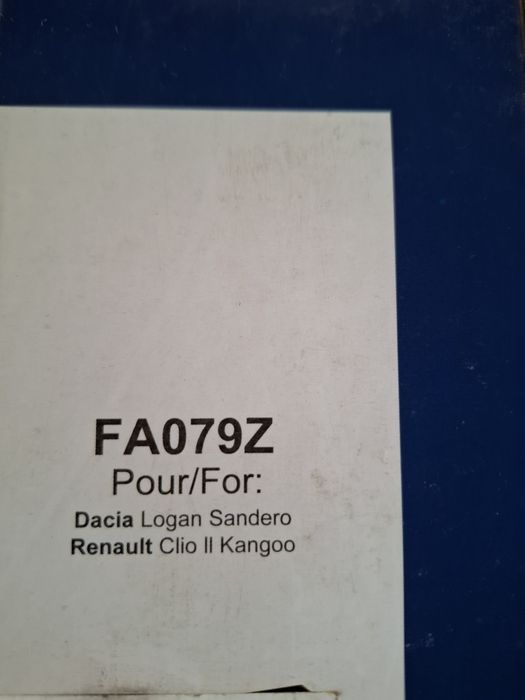 FA079Z
Pour/For:
Dacia Logan Sandero
Renault Clio II Kangoo